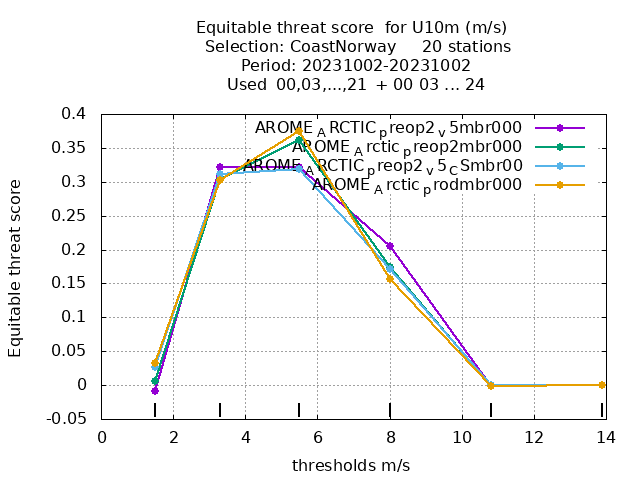 Equitable threat score for U10m (m/s)
Selection: CoastNorway 20 stations
Period: 20231002-20231002
Used 00,03,...,21 + 00 03 ... 24
AROME_ARCTIC_preop2_v5mbr000
AROME_Arctic_preop2mbr000
AROME_ARCTIC_preop2_v5_CSmbr00
AROME_Arctic_prodmbr000
Equitable threat score
0.4
0.35
0.3
0.25
0.2
0.15
0.1
0.05
0
-0.05
0 2 4 6 8 10 12 14
thresholds m/s